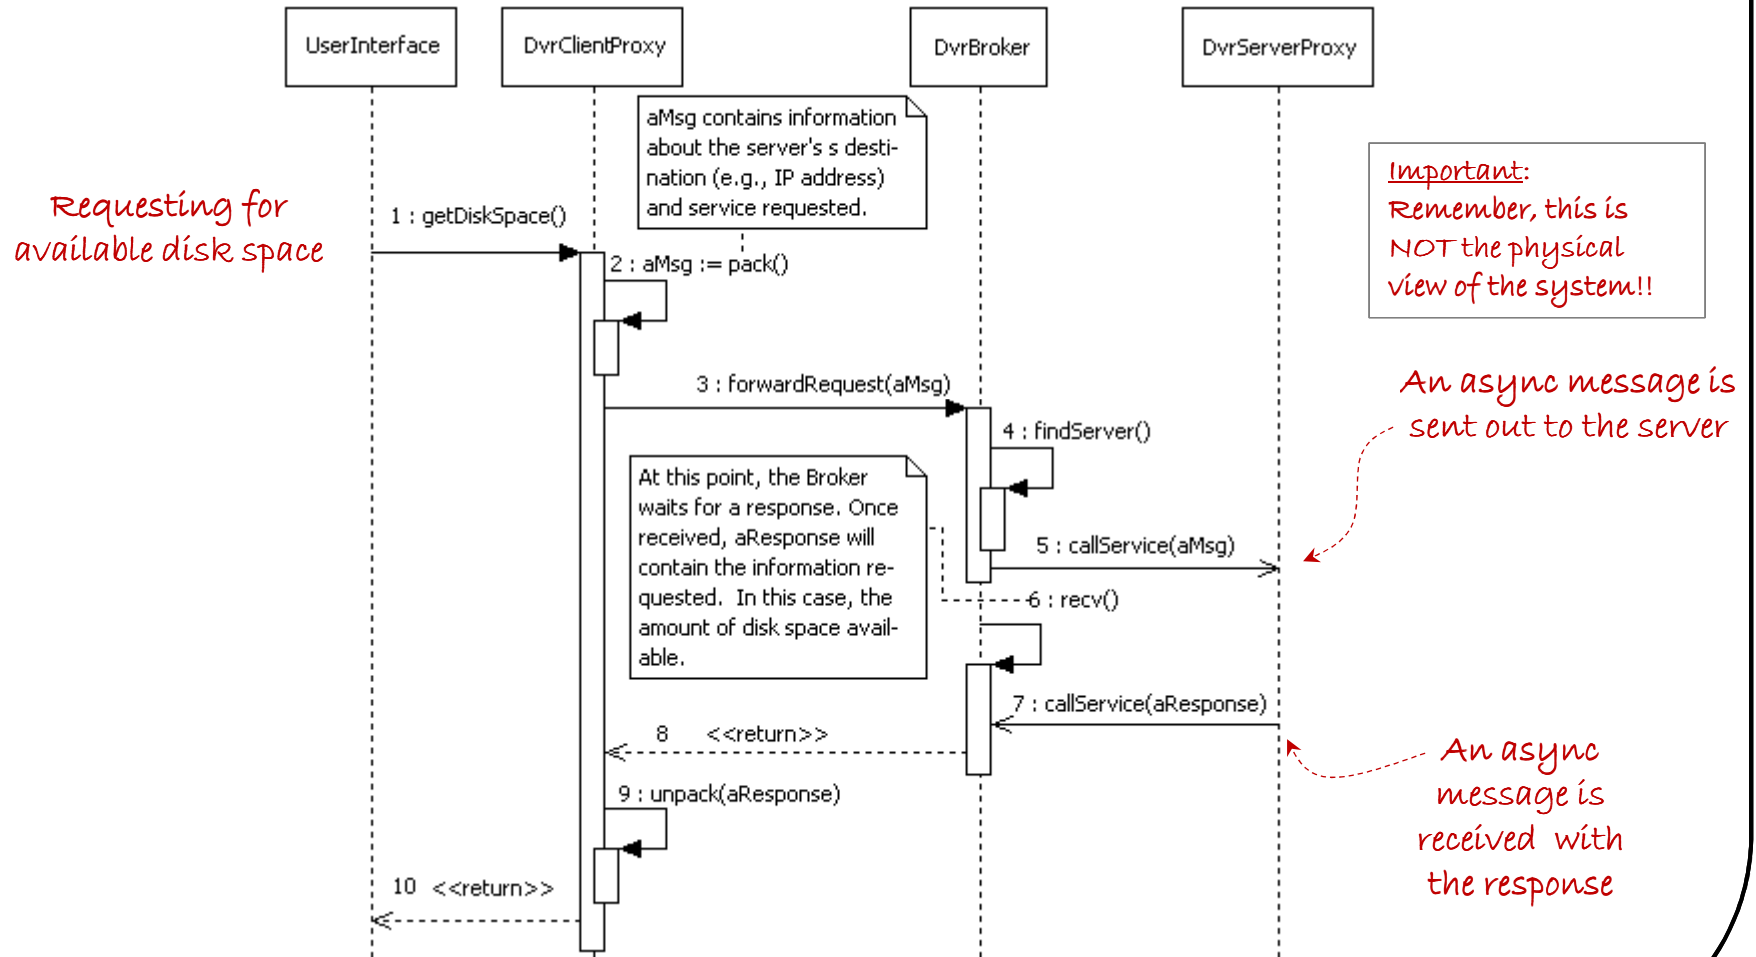 UserInterface
DvrClientProxy
DvrBroker
DvrServerProxy
aMsg contains information
about the server's s desti-
nation (e.g., IP address)
and service requested.
Important:
Remember, this is
NOT the physical
view of the system!!
Requesting for
available disk space
1 : getDiskSpace()
2 : aMsg := pack()
3 : forwardRequest(aMsg)
An async message is
sent out to the server
4 : findServer()
At this point, the Broker
waits for a response. Once
received, aResponse will
contain the information re-
quested.  In this case, the
amount of disk space avail-
able.
5 : callService(aMsg)
6 : recv()
7 : callService(aResponse)
8 <<return>>
An async
message is
received with
the response
9 : unpack(aResponse)
10 <<return>>